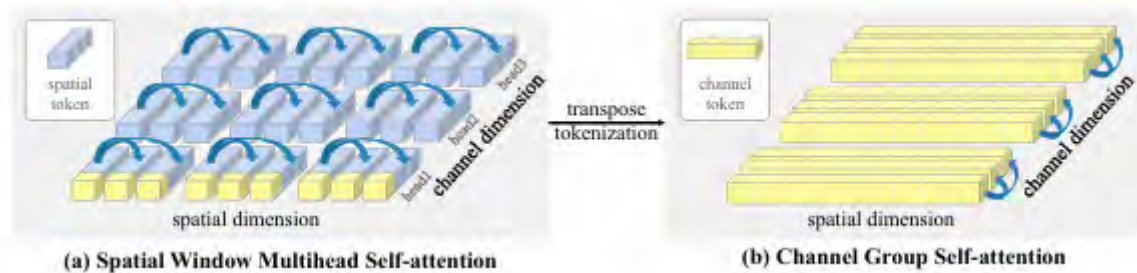 spatial
token
head3
head2
head1
channel dimension
spatial dimension
(a) Spatial Window Multihead Self-attention
transpose
tokenization
channel
token
channel dimension
spatial dimension
(b) Channel Group Self-attention